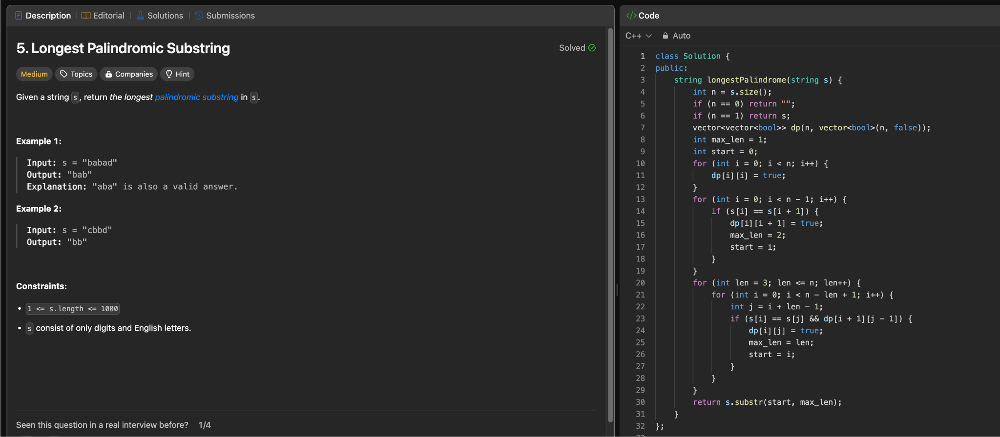 Description
Editorial
Solutions
Submissions
5. Longest Palindromic Substring
Solved
Medium
Topics
Companies
Hint
Given a string s, return the longest palindromic substring in s.
Example 1:
Input: s = "babad"
Output: "bab"
Explanation: "aba" is also a valid answer.
Example 2:
Input: s = "cbbd"
Output: "bb"
Constraints:
• 1 <= s.length <= 1000
• s consist of only digits and English letters.
Seen this question in a real interview before? 1/4
</> Code
C++ Auto
1 class Solution {
2 public:
3     string longestPalindrome(string s) {
4         int n = s.size();
5         if (n == 0) return "";
6         if (n == 1) return s;
7         vector<vector<bool>> dp(n, vector<bool>(n, false));
8         int max_len = 1;
9         int start = 0;
10         for (int i = 0; i < n; i++) {
11             dp[i][i] = true;
12         }
13         for (int i = 0; i < n - 1; i++) {
14             if (s[i] == s[i + 1]) {
15                 dp[i][i + 1] = true;
16                 max_len = 2;
17                 start = i;
18             }
19         }
20         for (int len = 3; len <= n; len++) {
21             for (int i = 0; i < n - len + 1; i++) {
22                 int j = i + len - 1;
23                 if (s[i] == s[j] && dp[i + 1][j - 1]) {
24                     dp[i][j] = true;
25                     max_len = len;
26                     start = i;
27                 }
28             }
29         }
30         return s.substr(start, max_len);
31     }
32 };